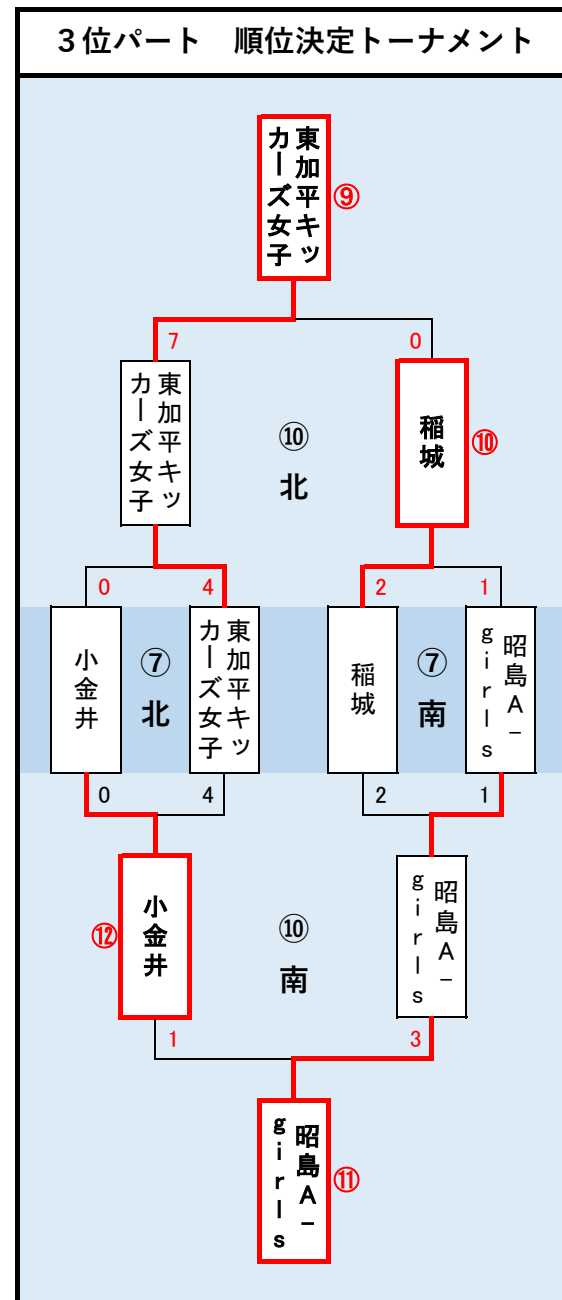 ３位パート　順位決定トーナメント
東加平キッ
カーズ女子
⑨
7
0
東加平キッ
カーズ女子
⑩
北
稲城
⑩
0
4
2
1
小金井
⑦
北
東加平キッ
カーズ女子
稲城
⑦
南
昭島A-
girls
0
4
2
1
⑫
小金井
⑩
南
昭島A-
girls
1
3
昭島A-
girls
⑪